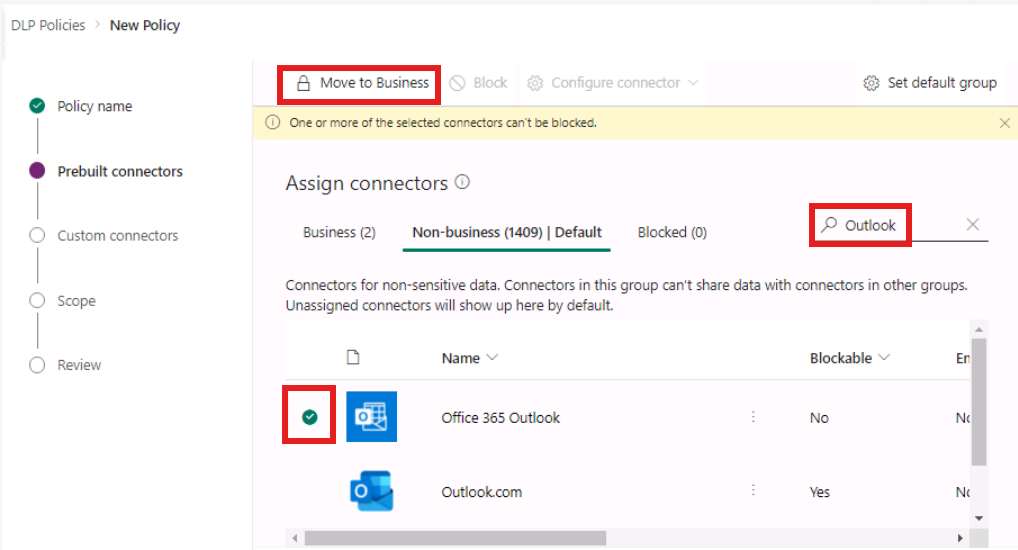 DLP Policies > New Policy
Move to Business Block Configure connector Set default group
One or more of the selected connectors can't be blocked.
Policy name
Prebuilt connectors
Custom connectors
Scope
Review
Assign connectors
Business (2) Non-business (1409) | Default Blocked (0) Outlook
Connectors for non-sensitive data. Connectors in this group can't share data with connectors in other groups.
Unassigned connectors will show up here by default.
Name Blockable
Office 365 Outlook No
Outlook.com Yes